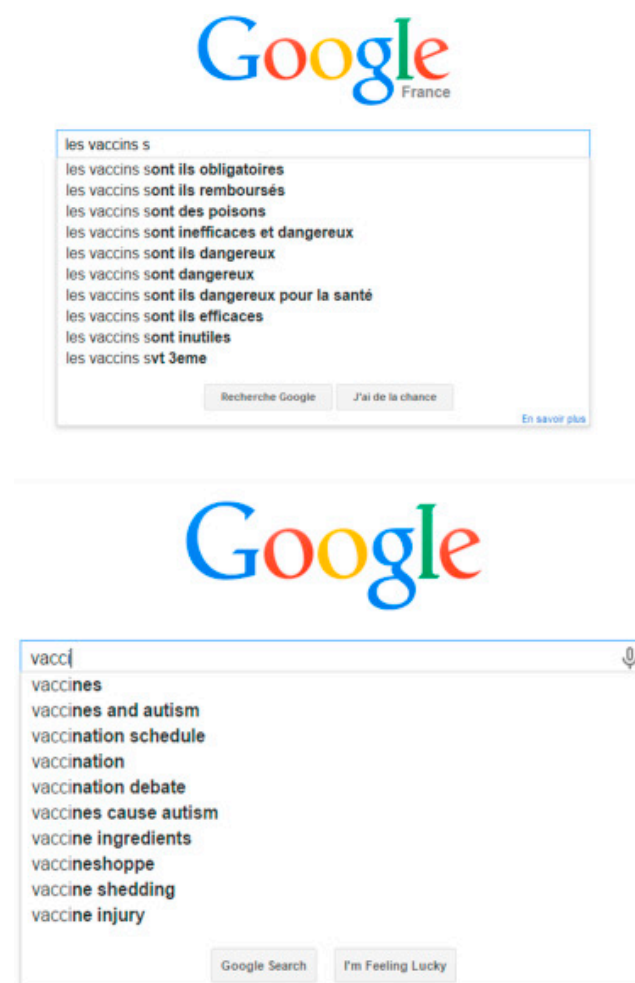 Google
France
les vaccins s
les vaccins sont ils obligatoires
les vaccins sont ils remboursés
les vaccins sont des poisons
les vaccins sont inefficaces et dangereux
les vaccins sont ils dangereux
les vaccins sont dangereux
les vaccins sont ils dangereux pour la santé
les vaccins sont ils efficaces
les vaccins sont inutiles
les vaccins svt 3eme
Recherche Google J'ai de la chance
En savoir plus
Google
vacci
vaccines
vaccines and autism
vaccination schedule
vaccination
vaccination debate
vaccines cause autism
vaccine ingredients
vaccineshoppe
vaccine shedding
vaccine injury
Google Search I'm Feeling Lucky